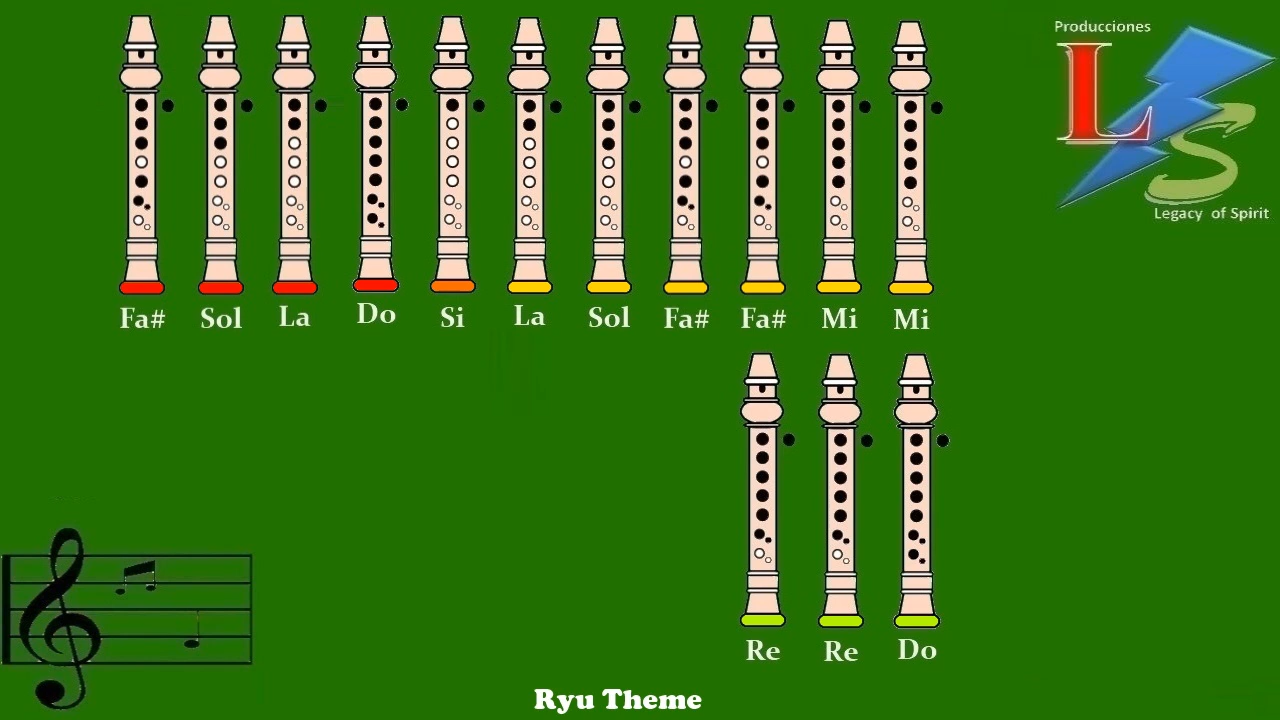 Producciones
LS
Legacy of Spirit
Fa# Sol La Do Si La Sol Fa# Fa# Mi Mi
Re Re Do
Ryu Theme